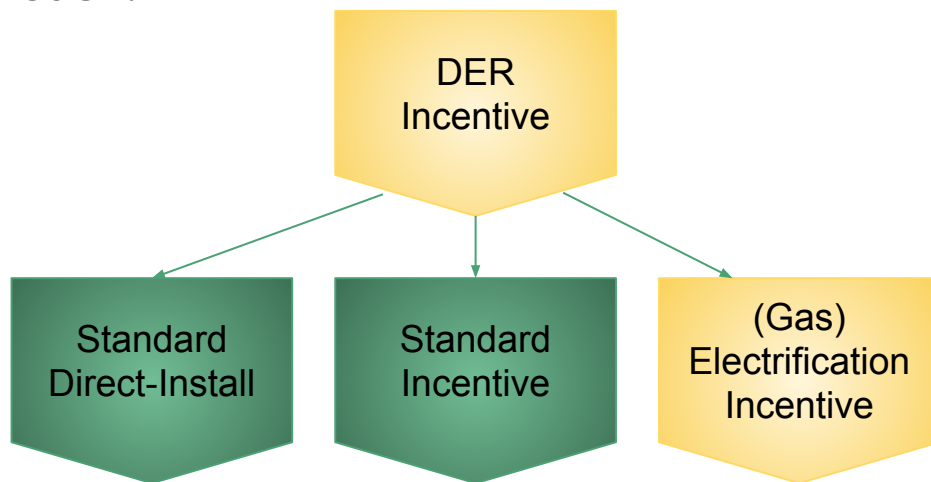 DER
Incentive
Standard
Direct-Install
Standard
Incentive
(Gas)
Electrification
Incentive